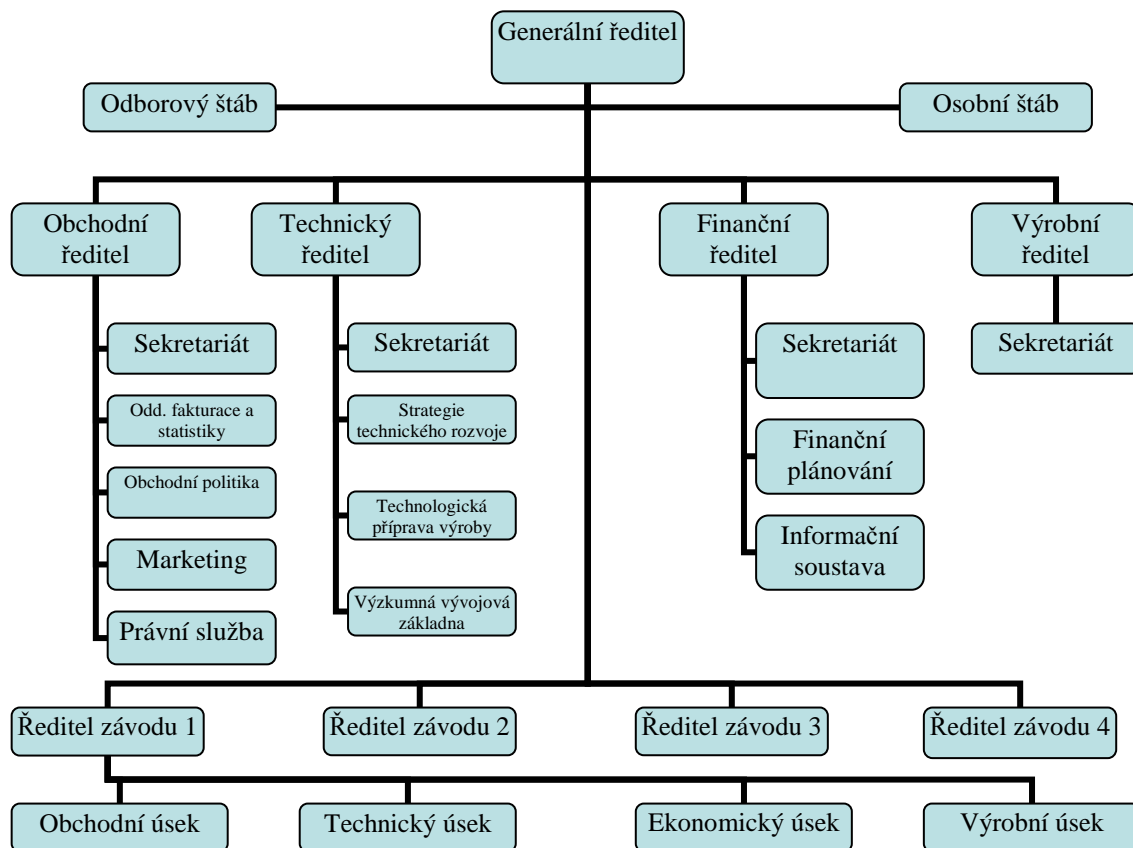 Generální ředitel
Odborový štáb
Osobní štáb
Obchodní
ředitel
Technický
ředitel
Finanční
ředitel
Výrobní
ředitel
Sekretariát
Odd. fakturace a
statistiky
Obchodní politika
Marketing
Právní služba
Sekretariát
Strategie
technického rozvoje
Technologická
příprava výroby
Výzkumná vývojová
základna
Sekretariát
Finanční
plánování
Informační
soustava
Sekretariát
Ředitel závodu 1
Ředitel závodu 2
Ředitel závodu 3
Ředitel závodu 4
Obchodní úsek
Technický úsek
Ekonomický úsek
Výrobní úsek